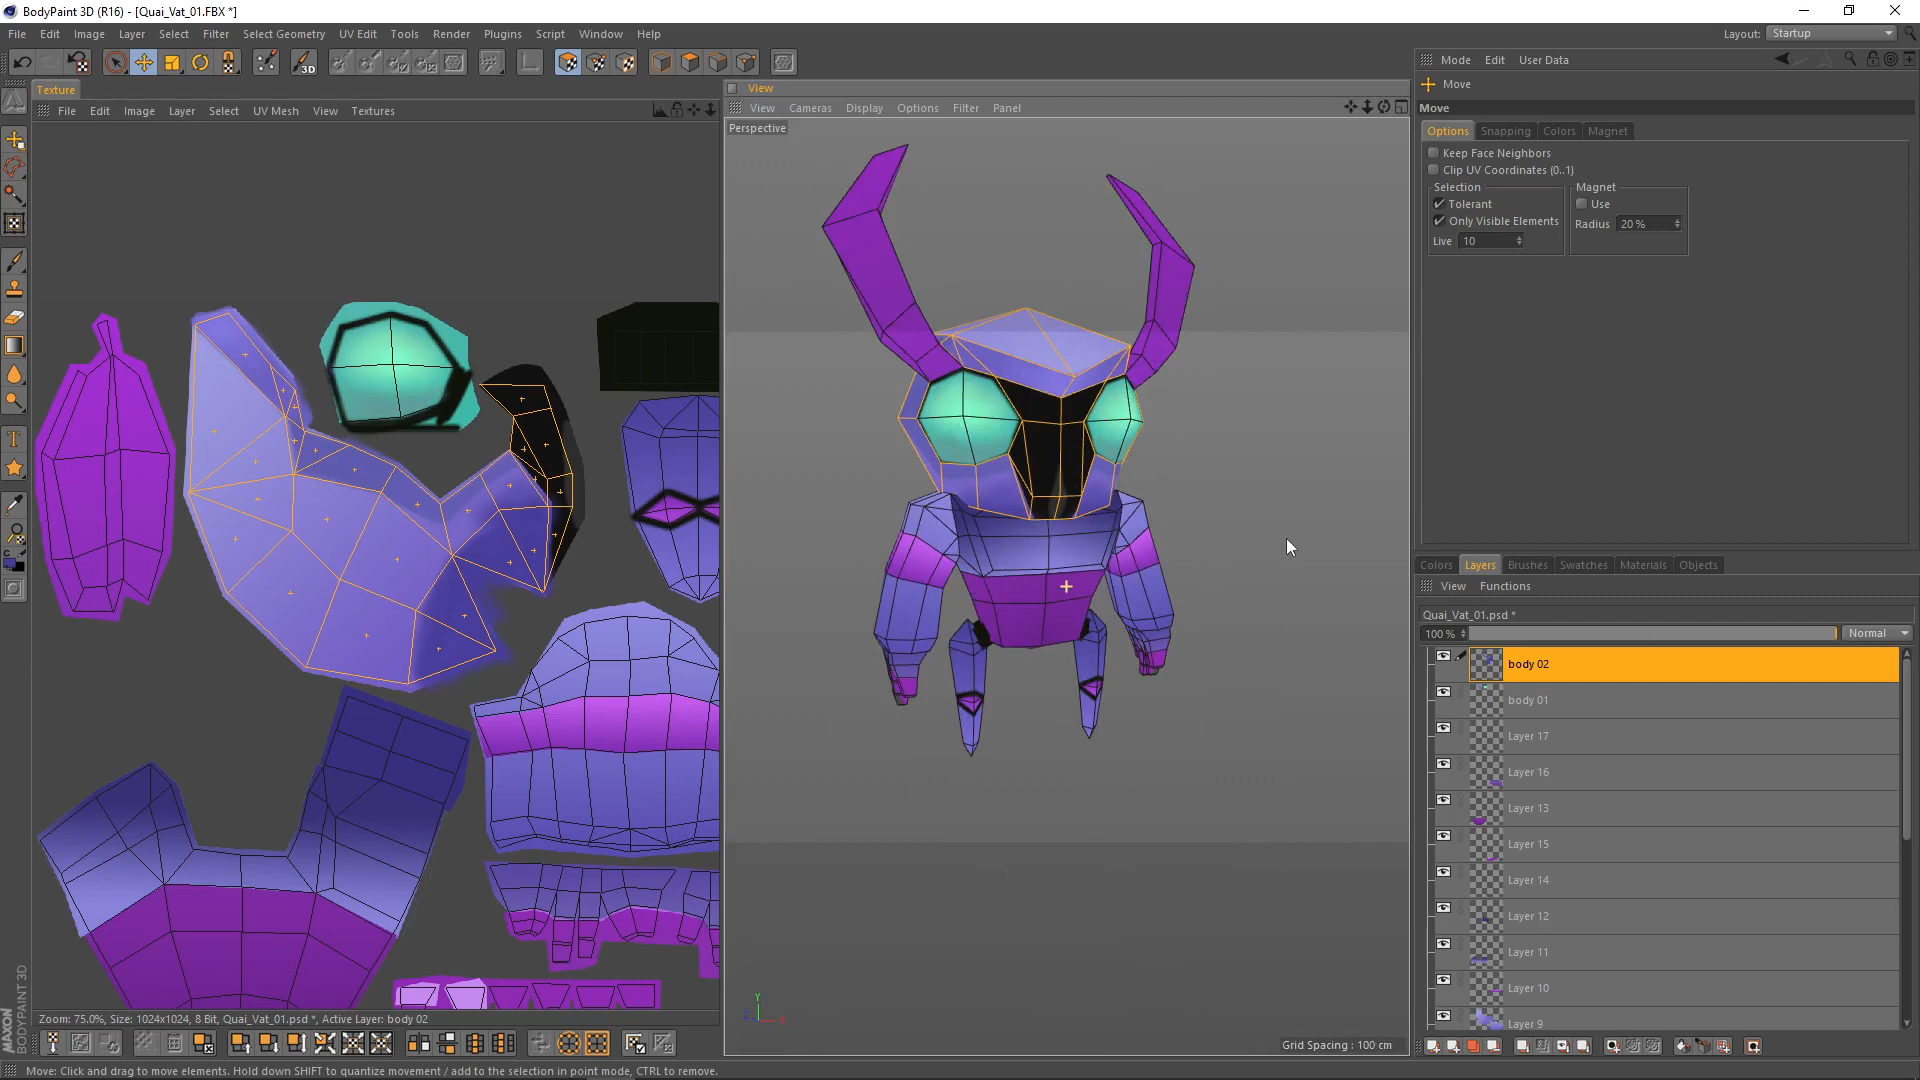 BodyPaint 3D (R16) - [Quai_Vat_01.FBX *]
File Edit Image Layer Select Filter Select Geometry UV Edit Tools Render Plugins Script Window Help
Layout: Startup
Texture
File Edit Image Layer Select UV Mesh View Textures
View
View Cameras Display Options Filter Panel
Perspective
Grid Spacing : 100 cm
Y
Z
X
Mode Edit User Data
Move
Move
Options Snapping Colors Magnet
Keep Face Neighbors
Clip UV Coordinates (0..1)
Selection
Tolerant
Only Visible Elements
Live 10
Magnet
Use
Radius 20 %
Colors Layers Brushes Swatches Materials Objects
View Functions
Quai_Vat_01.psd *
100 % Normal
body 02
body 01
Layer 17
Layer 16
Layer 13
Layer 15
Layer 14
Layer 12
Layer 11
Layer 10
Layer 9
Zoom: 75.0%, Size: 1024x1024, 8 Bit, Quai_Vat_01.psd *, Active Layer: body 02
MAXON
BODYPAINT 3D
Move: Click and drag to move elements. Hold down SHIFT to quantize movement / add to the selection in point mode, CTRL to remove.